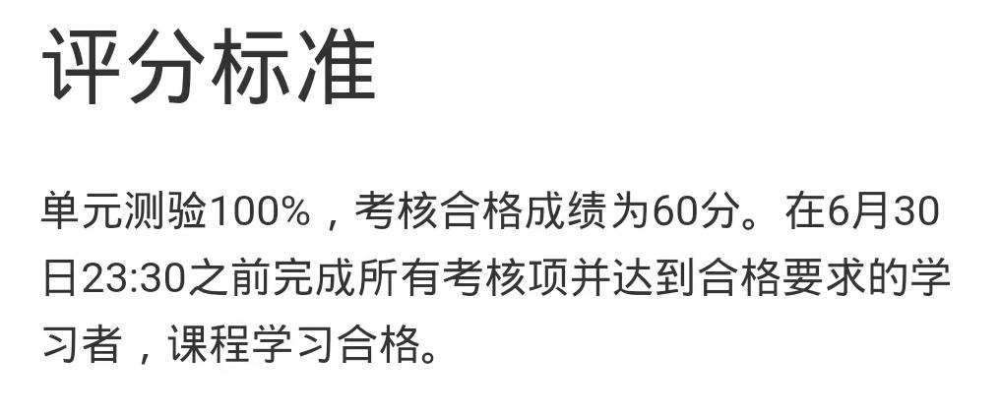 评分标准
单元测验100%，考核合格成绩为60分。在6月30
日23:30之前完成所有考核项并达到合格要求的学
习者，课程学习合格。